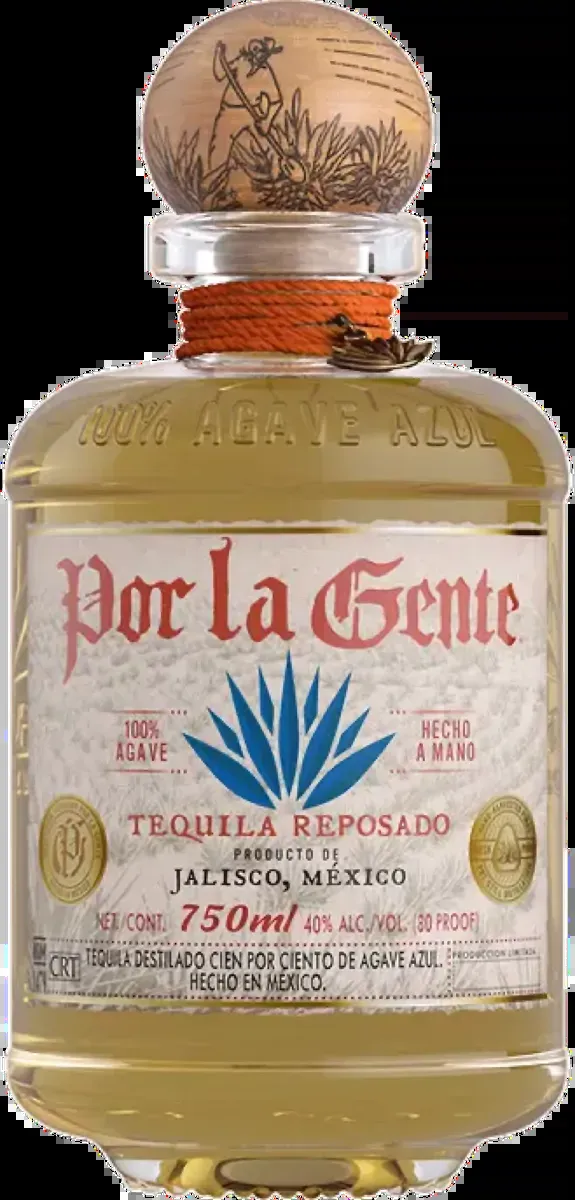 100% AGAVE AZUL
Por la Gente
100%
AGAVE
HECHO
A MANO
TEQUILA REPOSADO
PRODUCTO DE
JALISCO, MÉXICO
NET. CONT. 750ml 40% ALC./VOL. (80 PROOF)
CRT
TEQUILA DESTILADO CIEN POR CIENTO DE AGAVE AZUL.
HECHO EN MÉXICO.
PRODUCCION LIMITADA